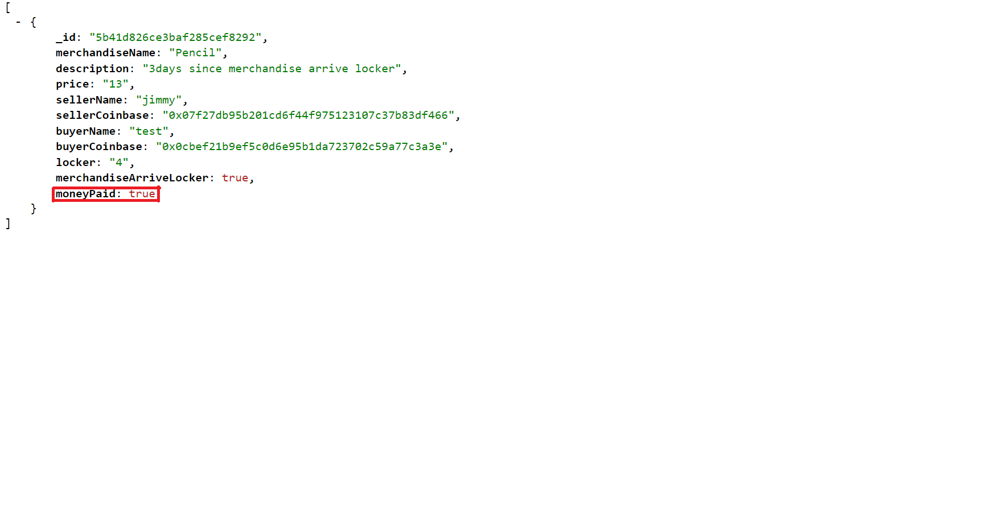 [
- {
_id: "5b41d826ce3baf285cef8292",
merchandiseName: "Pencil",
description: "3days since merchandise arrive locker",
price: "13",
sellerName: "jimmy",
sellerCoinbase: "0x07f27db95b201cd6f44f975123107c37b83df466",
buyerName: "test",
buyerCoinbase: "0x0cbef21b9ef5c0d6e95b1da723702c59a77c3a3e",
locker: "4",
merchandiseArriveLocker: true,
moneyPaid: true
}
]